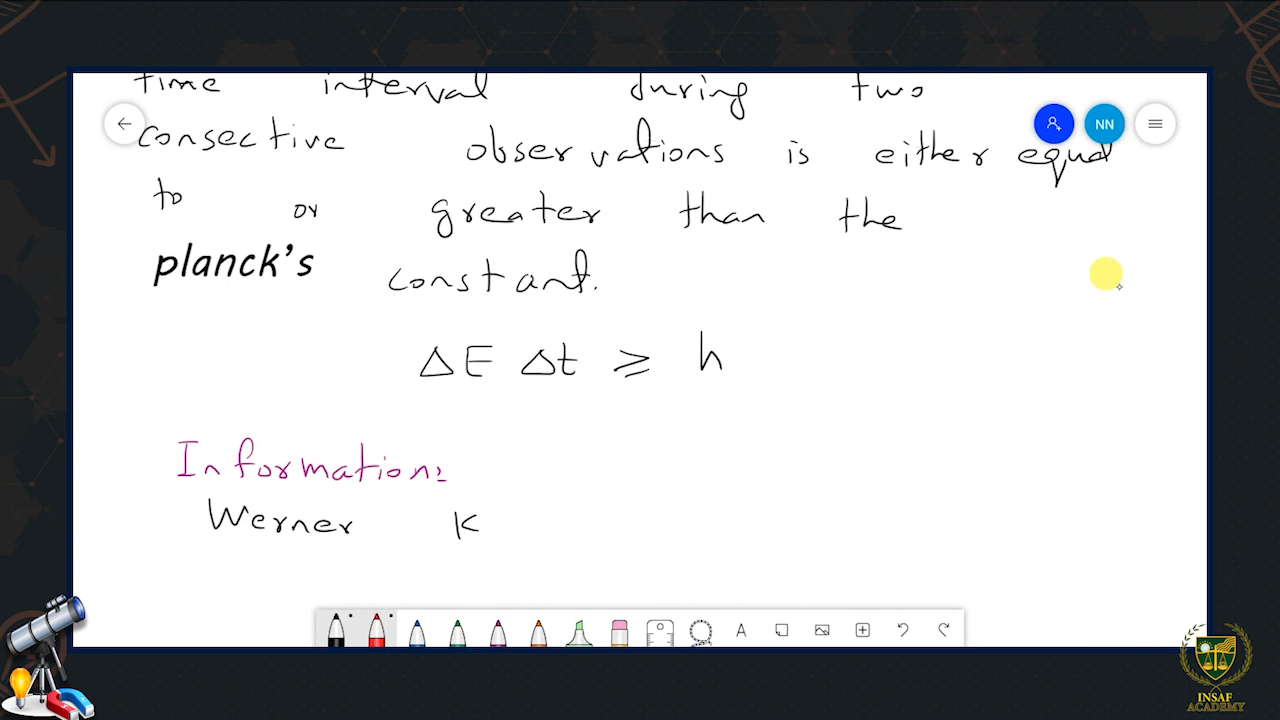 time interval during two
consective observations is either equal
to or greater than the
planck's constant.
ΔE Δt ⩾ h
Information:
Werner K
NN
A
INSAF
ACADEMY